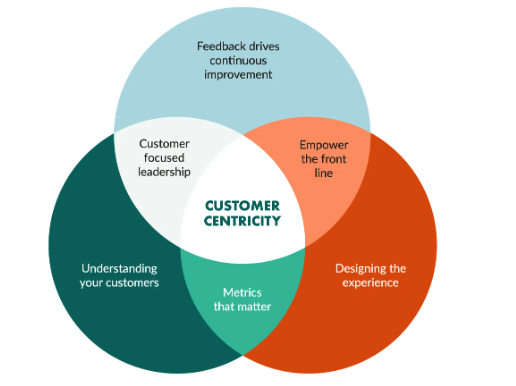 Feedback drives
continuous
improvement
Customer
focused
leadership
Empower
the front
line
CUSTOMER
CENTRICITY
Understanding
your customers
Metrics
that matter
Designing the
experience